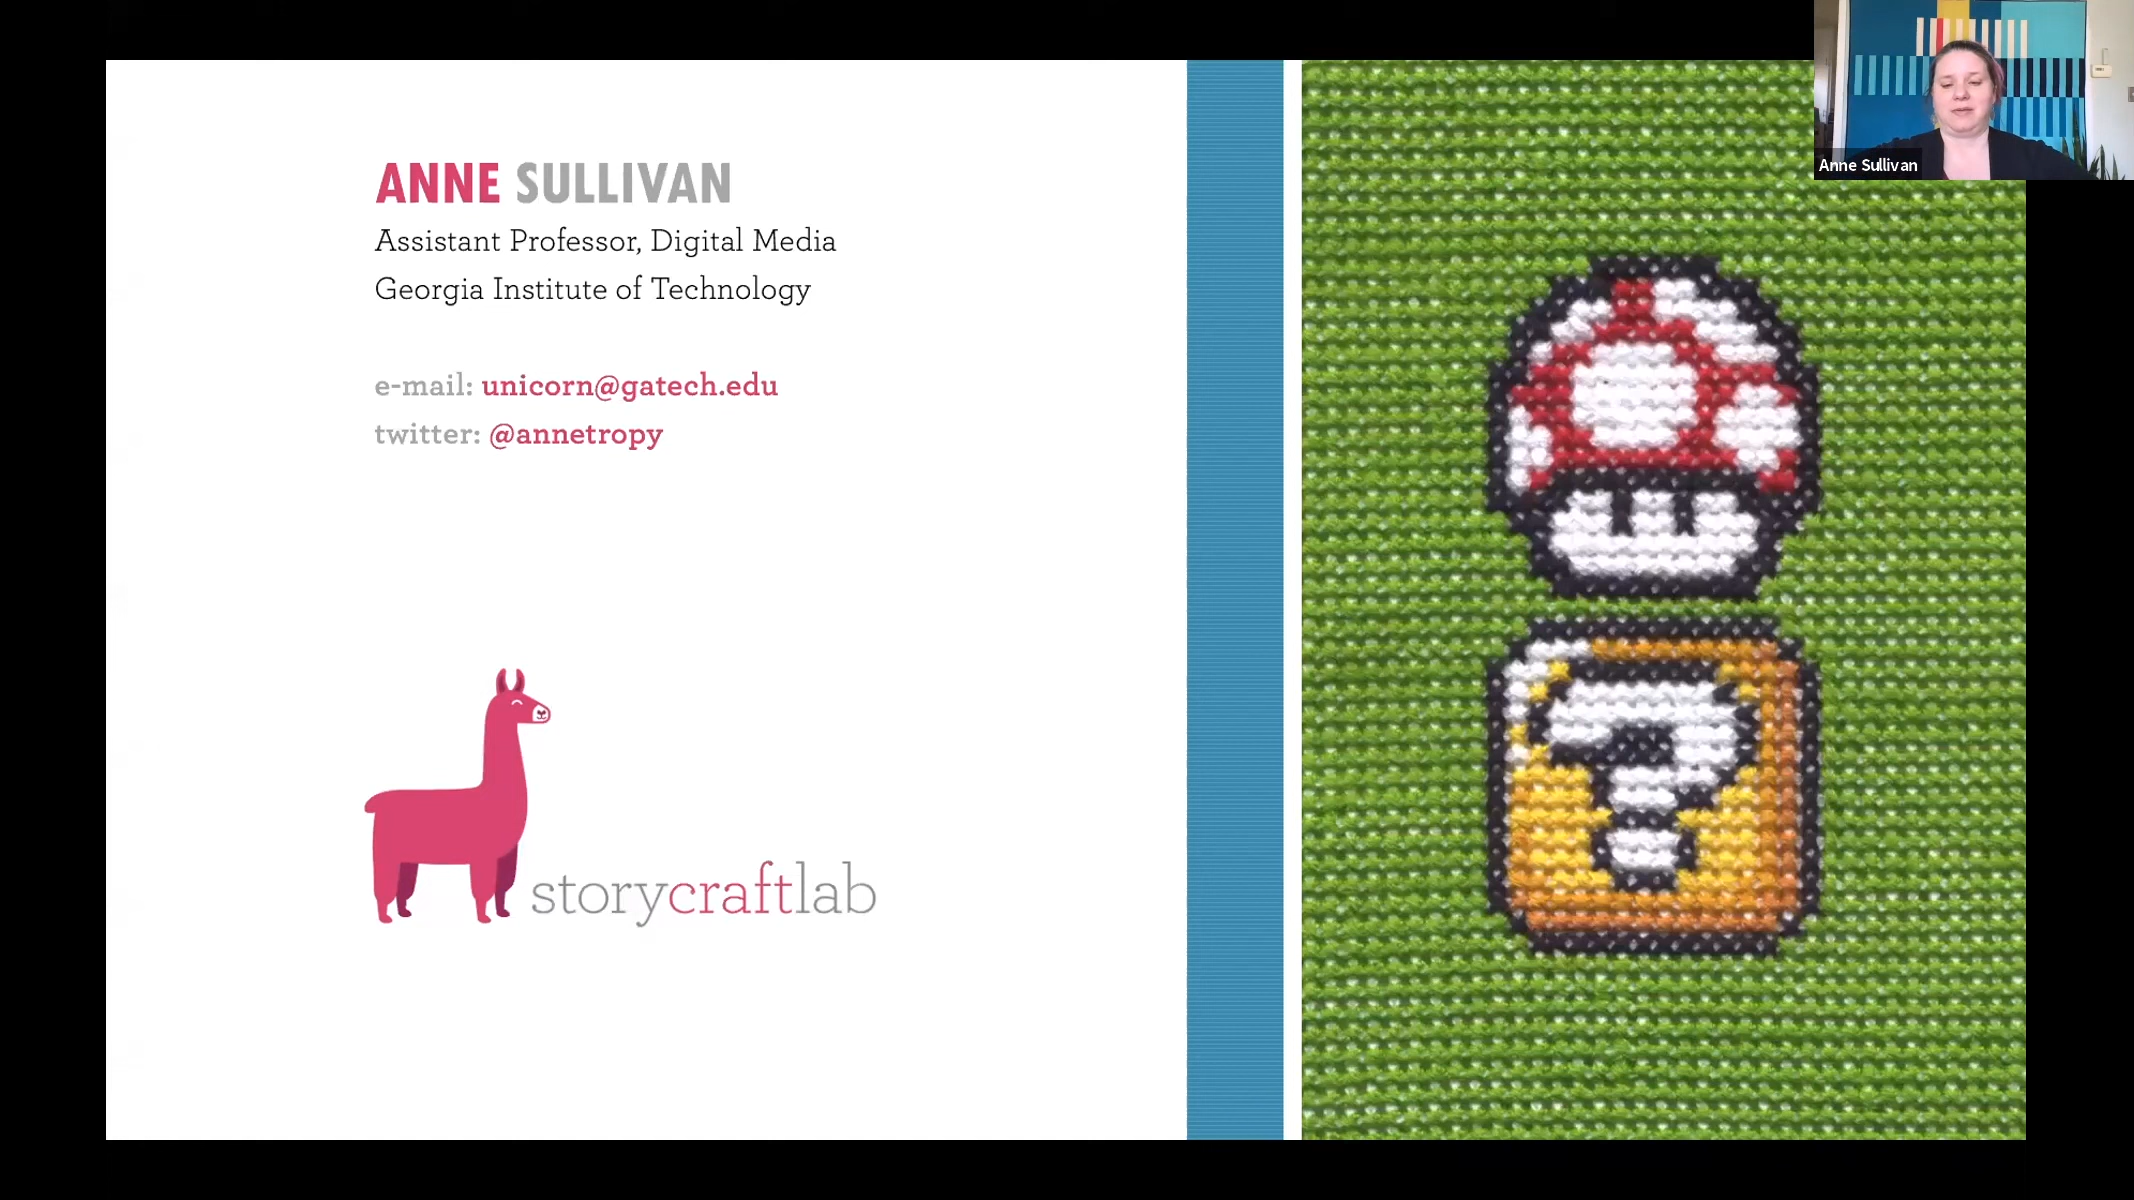 ANNE SULLIVAN
Assistant Professor, Digital Media
Georgia Institute of Technology
e-mail: unicorn@gatech.edu
twitter: @annetropy
storycraftlab
?
Anne Sullivan